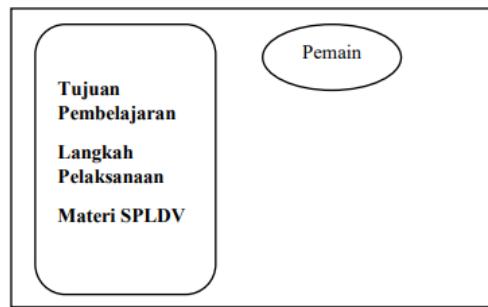 Tujuan
Pembelajaran
Langkah
Pelaksanaan
Materi SPLDV
Pemain